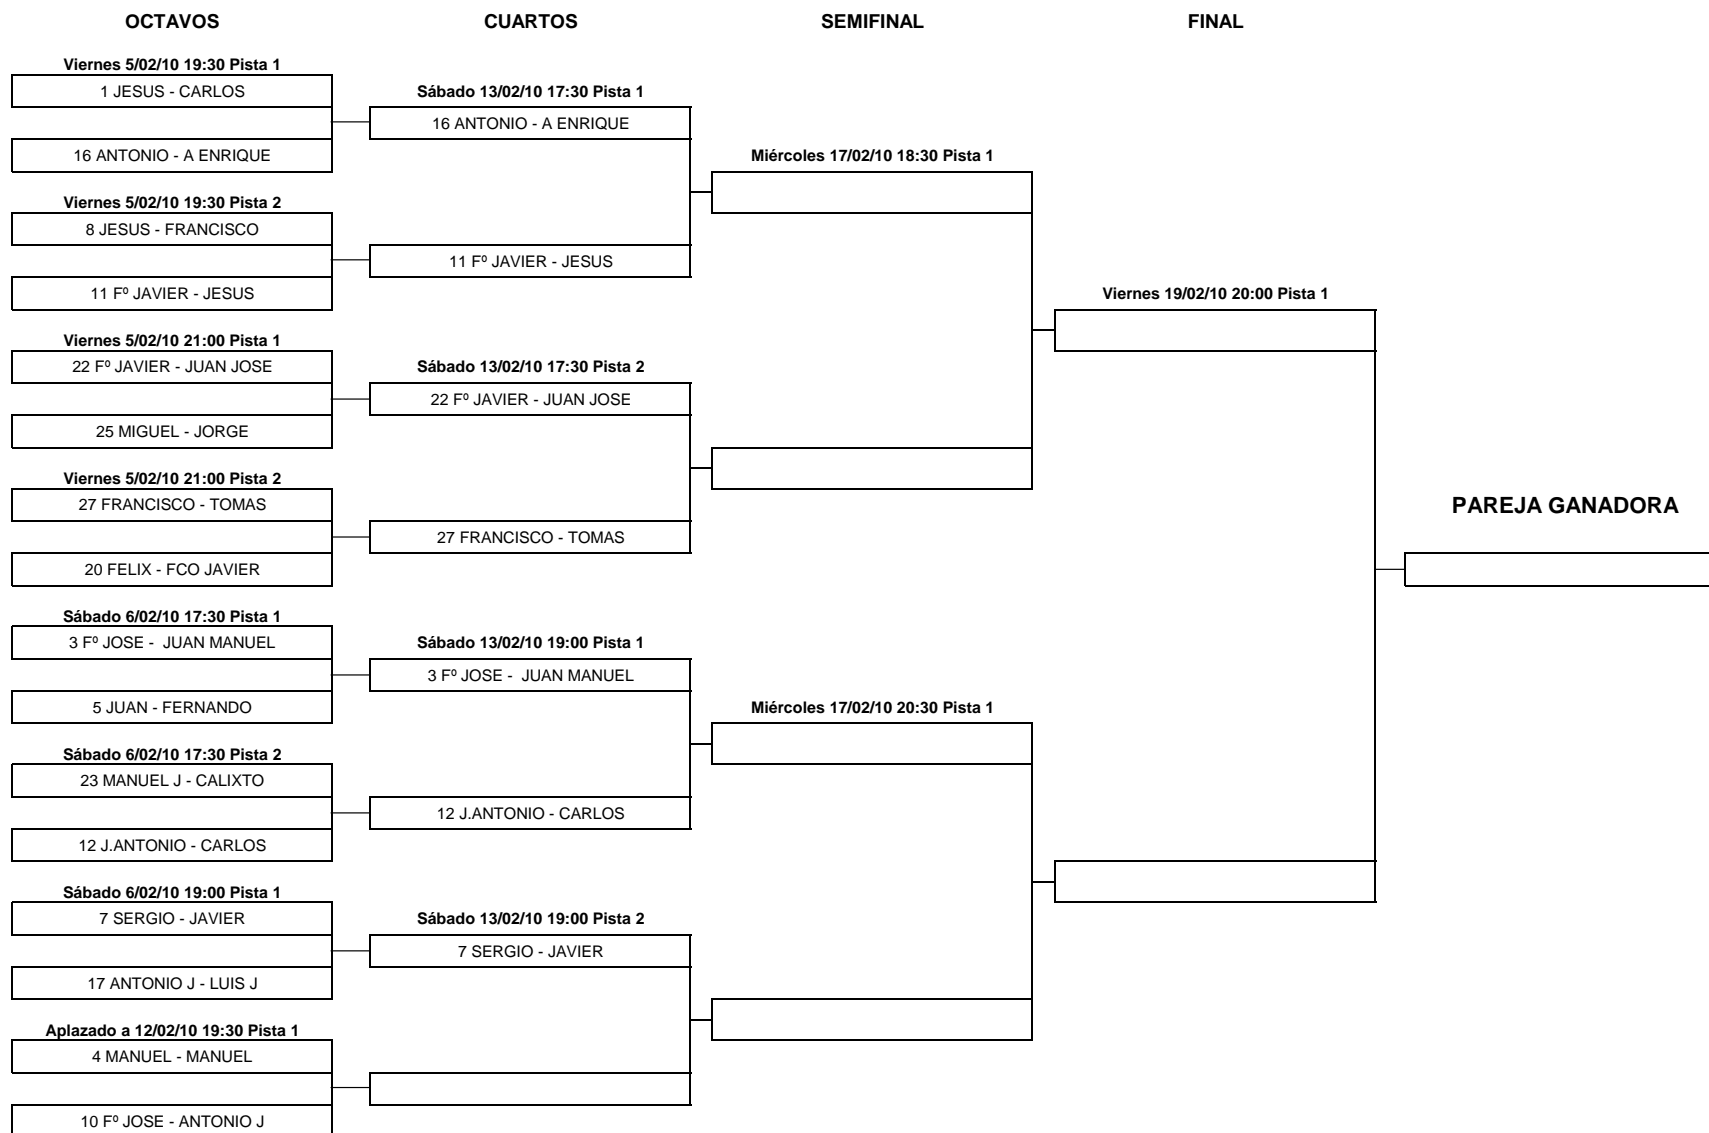 OCTAVOS
CUARTOS
SEMIFINAL
FINAL
Viernes 5/02/10 19:30 Pista 1
1 JESUS - CARLOS
16 ANTONIO - A ENRIQUE
Viernes 5/02/10 19:30 Pista 2
8 JESUS - FRANCISCO
11 Fº JAVIER - JESUS
Viernes 5/02/10 21:00 Pista 1
22 Fº JAVIER - JUAN JOSE
25 MIGUEL - JORGE
Viernes 5/02/10 21:00 Pista 2
27 FRANCISCO - TOMAS
20 FELIX - FCO JAVIER
Sábado 6/02/10 17:30 Pista 1
3 Fº JOSE - JUAN MANUEL
5 JUAN - FERNANDO
Sábado 6/02/10 17:30 Pista 2
23 MANUEL J - CALIXTO
12 J.ANTONIO - CARLOS
Sábado 6/02/10 19:00 Pista 1
7 SERGIO - JAVIER
17 ANTONIO J - LUIS J
Aplazado a 12/02/10 19:30 Pista 1
4 MANUEL - MANUEL
10 Fº JOSE - ANTONIO J
Sábado 13/02/10 17:30 Pista 1
16 ANTONIO - A ENRIQUE
11 Fº JAVIER - JESUS
Sábado 13/02/10 17:30 Pista 2
22 Fº JAVIER - JUAN JOSE
27 FRANCISCO - TOMAS
Sábado 13/02/10 19:00 Pista 1
3 Fº JOSE - JUAN MANUEL
12 J.ANTONIO - CARLOS
Sábado 13/02/10 19:00 Pista 2
7 SERGIO - JAVIER
Miércoles 17/02/10 18:30 Pista 1
Miércoles 17/02/10 20:30 Pista 1
Viernes 19/02/10 20:00 Pista 1
PAREJA GANADORA